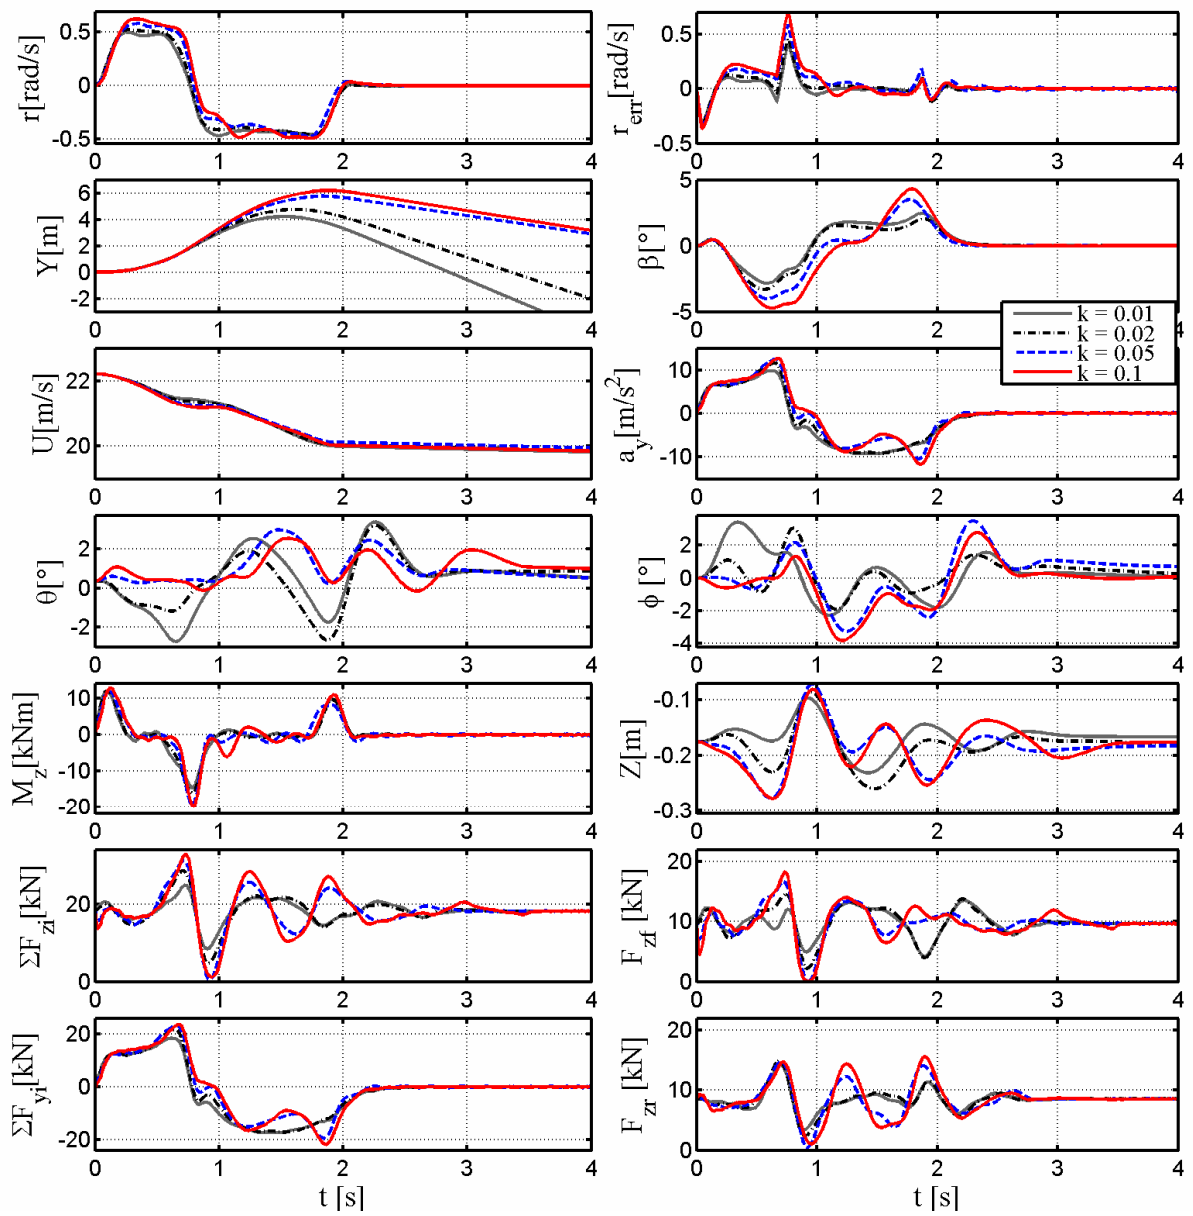 r[rad/s]
0.5
0
-0.5
0 1 2 3 4
r_err[rad/s]
0.5
0
-0.5
0 1 2 3 4
Y[m]
6
4
2
0
-2
0 1 2 3 4
β[°]
5
0
-5
0 1 2 3 4
k = 0.01
k = 0.02
k = 0.05
k = 0.1
U[m/s]
22
20
0 1 2 3 4
a_y[m/s²]
10
0
-10
0 1 2 3 4
θ[°]
2
0
-2
0 1 2 3 4
ϕ [°]
2
0
-2
-4
0 1 2 3 4
M_z[kNm]
10
0
-10
-20
0 1 2 3 4
Z[m]
-0.1
-0.2
-0.3
0 1 2 3 4
ΣF_zi[kN]
20
0
0 1 2 3 4
F_zf [kN]
20
10
0
0 1 2 3 4
ΣF_yi[kN]
20
0
-20
0 1 2 3 4
t [s]
F_zr [kN]
20
10
0
0 1 2 3 4
t [s]